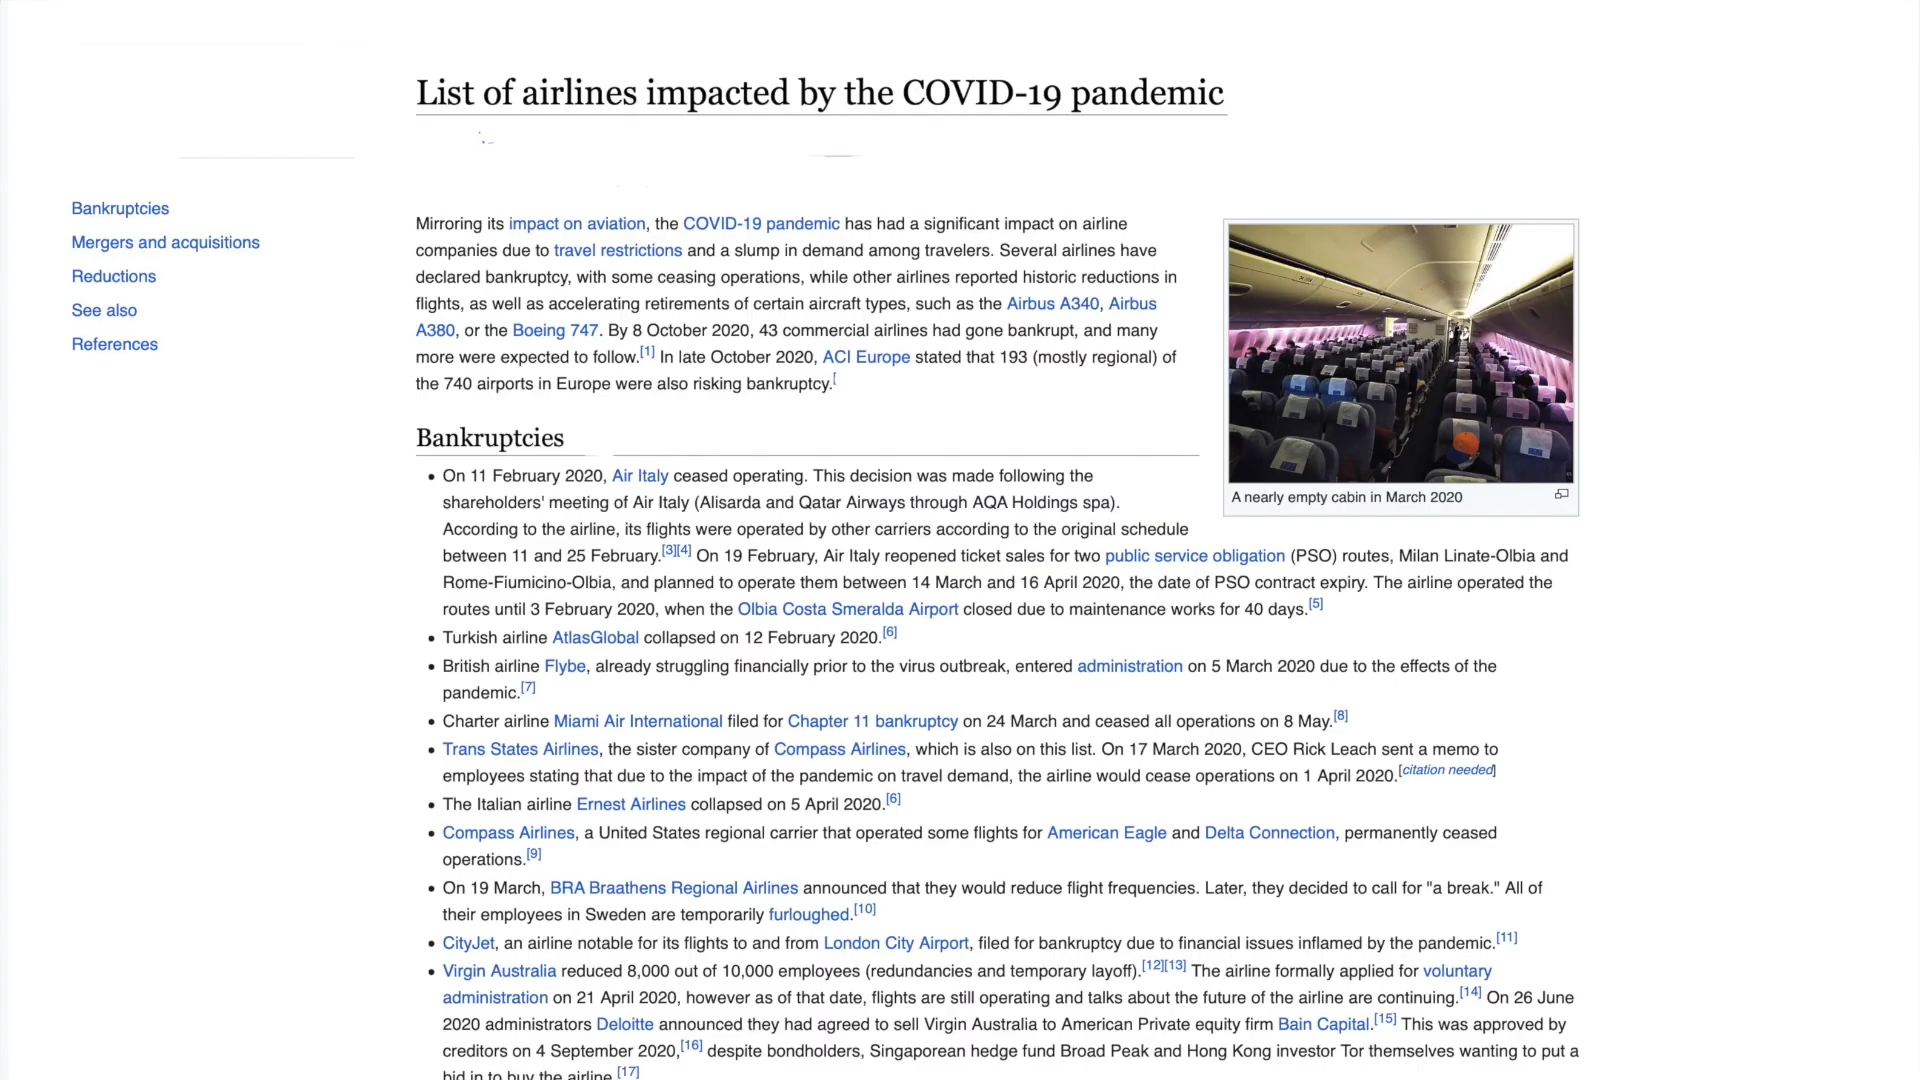 List of airlines impacted by the COVID-19 pandemic
Bankruptcies
Mergers and acquisitions
Reductions
See also
References
Mirroring its impact on aviation, the COVID-19 pandemic has had a significant impact on airline
companies due to travel restrictions and a slump in demand among travelers. Several airlines have
declared bankruptcy, with some ceasing operations, while other airlines reported historic reductions in
flights, as well as accelerating retirements of certain aircraft types, such as the Airbus A340, Airbus
A380, or the Boeing 747. By 8 October 2020, 43 commercial airlines had gone bankrupt, and many
more were expected to follow.[1] In late October 2020, ACI Europe stated that 193 (mostly regional) of
the 740 airports in Europe were also risking bankruptcy.[
A nearly empty cabin in March 2020
Bankruptcies
• On 11 February 2020, Air Italy ceased operating. This decision was made following the
shareholders' meeting of Air Italy (Alisarda and Qatar Airways through AQA Holdings spa).
According to the airline, its flights were operated by other carriers according to the original schedule
between 11 and 25 February.[3][4] On 19 February, Air Italy reopened ticket sales for two public service obligation (PSO) routes, Milan Linate-Olbia and
Rome-Fiumicino-Olbia, and planned to operate them between 14 March and 16 April 2020, the date of PSO contract expiry. The airline operated the
routes until 3 February 2020, when the Olbia Costa Smeralda Airport closed due to maintenance works for 40 days.[5]
• Turkish airline AtlasGlobal collapsed on 12 February 2020.[6]
• British airline Flybe, already struggling financially prior to the virus outbreak, entered administration on 5 March 2020 due to the effects of the
pandemic.[7]
• Charter airline Miami Air International filed for Chapter 11 bankruptcy on 24 March and ceased all operations on 8 May.[8]
• Trans States Airlines, the sister company of Compass Airlines, which is also on this list. On 17 March 2020, CEO Rick Leach sent a memo to
employees stating that due to the impact of the pandemic on travel demand, the airline would cease operations on 1 April 2020.[citation needed]
• The Italian airline Ernest Airlines collapsed on 5 April 2020.[6]
• Compass Airlines, a United States regional carrier that operated some flights for American Eagle and Delta Connection, permanently ceased
operations.[9]
• On 19 March, BRA Braathens Regional Airlines announced that they would reduce flight frequencies. Later, they decided to call for "a break." All of
their employees in Sweden are temporarily furloughed.[10]
• CityJet, an airline notable for its flights to and from London City Airport, filed for bankruptcy due to financial issues inflamed by the pandemic.[11]
• Virgin Australia reduced 8,000 out of 10,000 employees (redundancies and temporary layoff).[12][13] The airline formally applied for voluntary
administration on 21 April 2020, however as of that date, flights are still operating and talks about the future of the airline are continuing.[14] On 26 June
2020 administrators Deloitte announced they had agreed to sell Virgin Australia to American Private equity firm Bain Capital.[15] This was approved by
creditors on 4 September 2020,[16] despite bondholders, Singaporean hedge fund Broad Peak and Hong Kong investor Tor themselves wanting to put a
bid in to buy the airline.[17]